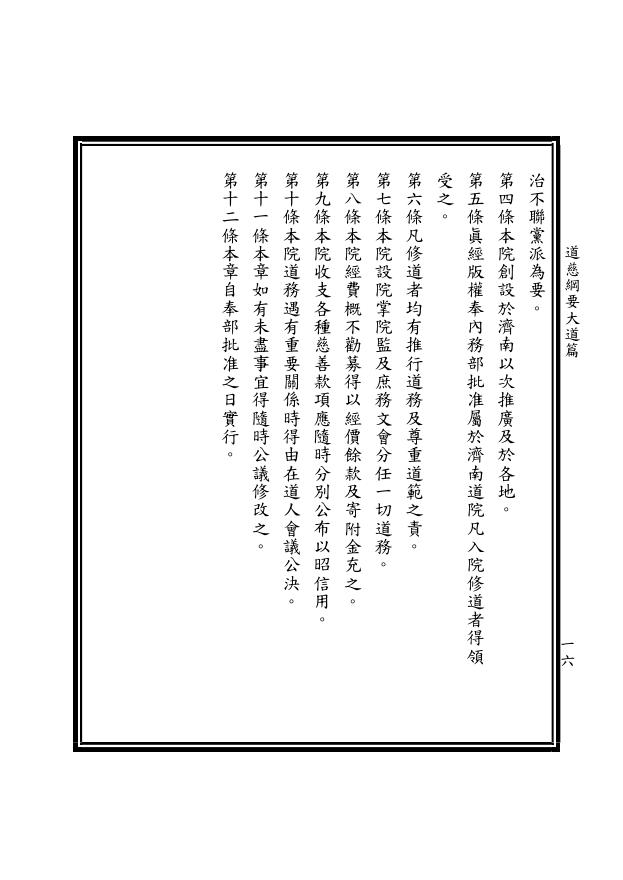 道慈綱要大道篇
一六
治不聯黨派為要。
第四條本院創設於濟南以次推廣及於各地。
第五條眞經版權奉內務部批准屬於濟南道院凡入院修道者得領
受之。
第六條凡修道者均有推行道務及尊重道範之責。
第七條本院設院掌院監及庶務文會分任一切道務。
第八條本院經費概不勸募得以經價餘款及寄附金充之。
第九條本院收支各種慈善款項應隨時分別公布以昭信用。
第十條本院道務遇有重要關係時得由在道人會議公決。
第十一條本章如有未盡事宜得隨時公議修改之。
第十二條本章自奉部批准之日實行。